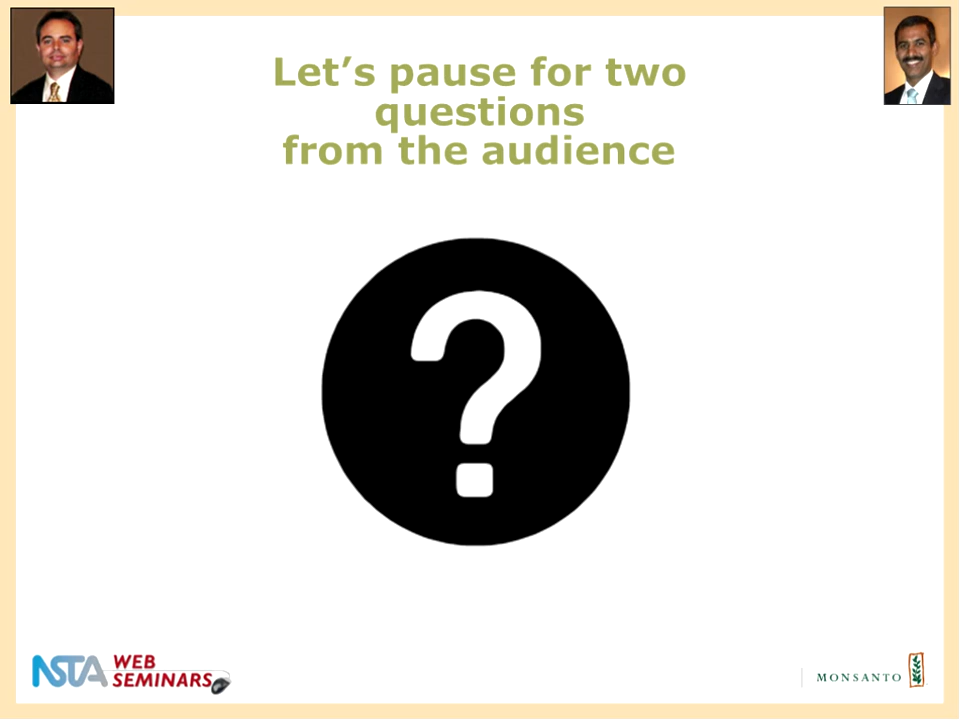 Let’s pause for two
questions
from the audience
?
NSTA WEB
SEMINARS
MONSANTO